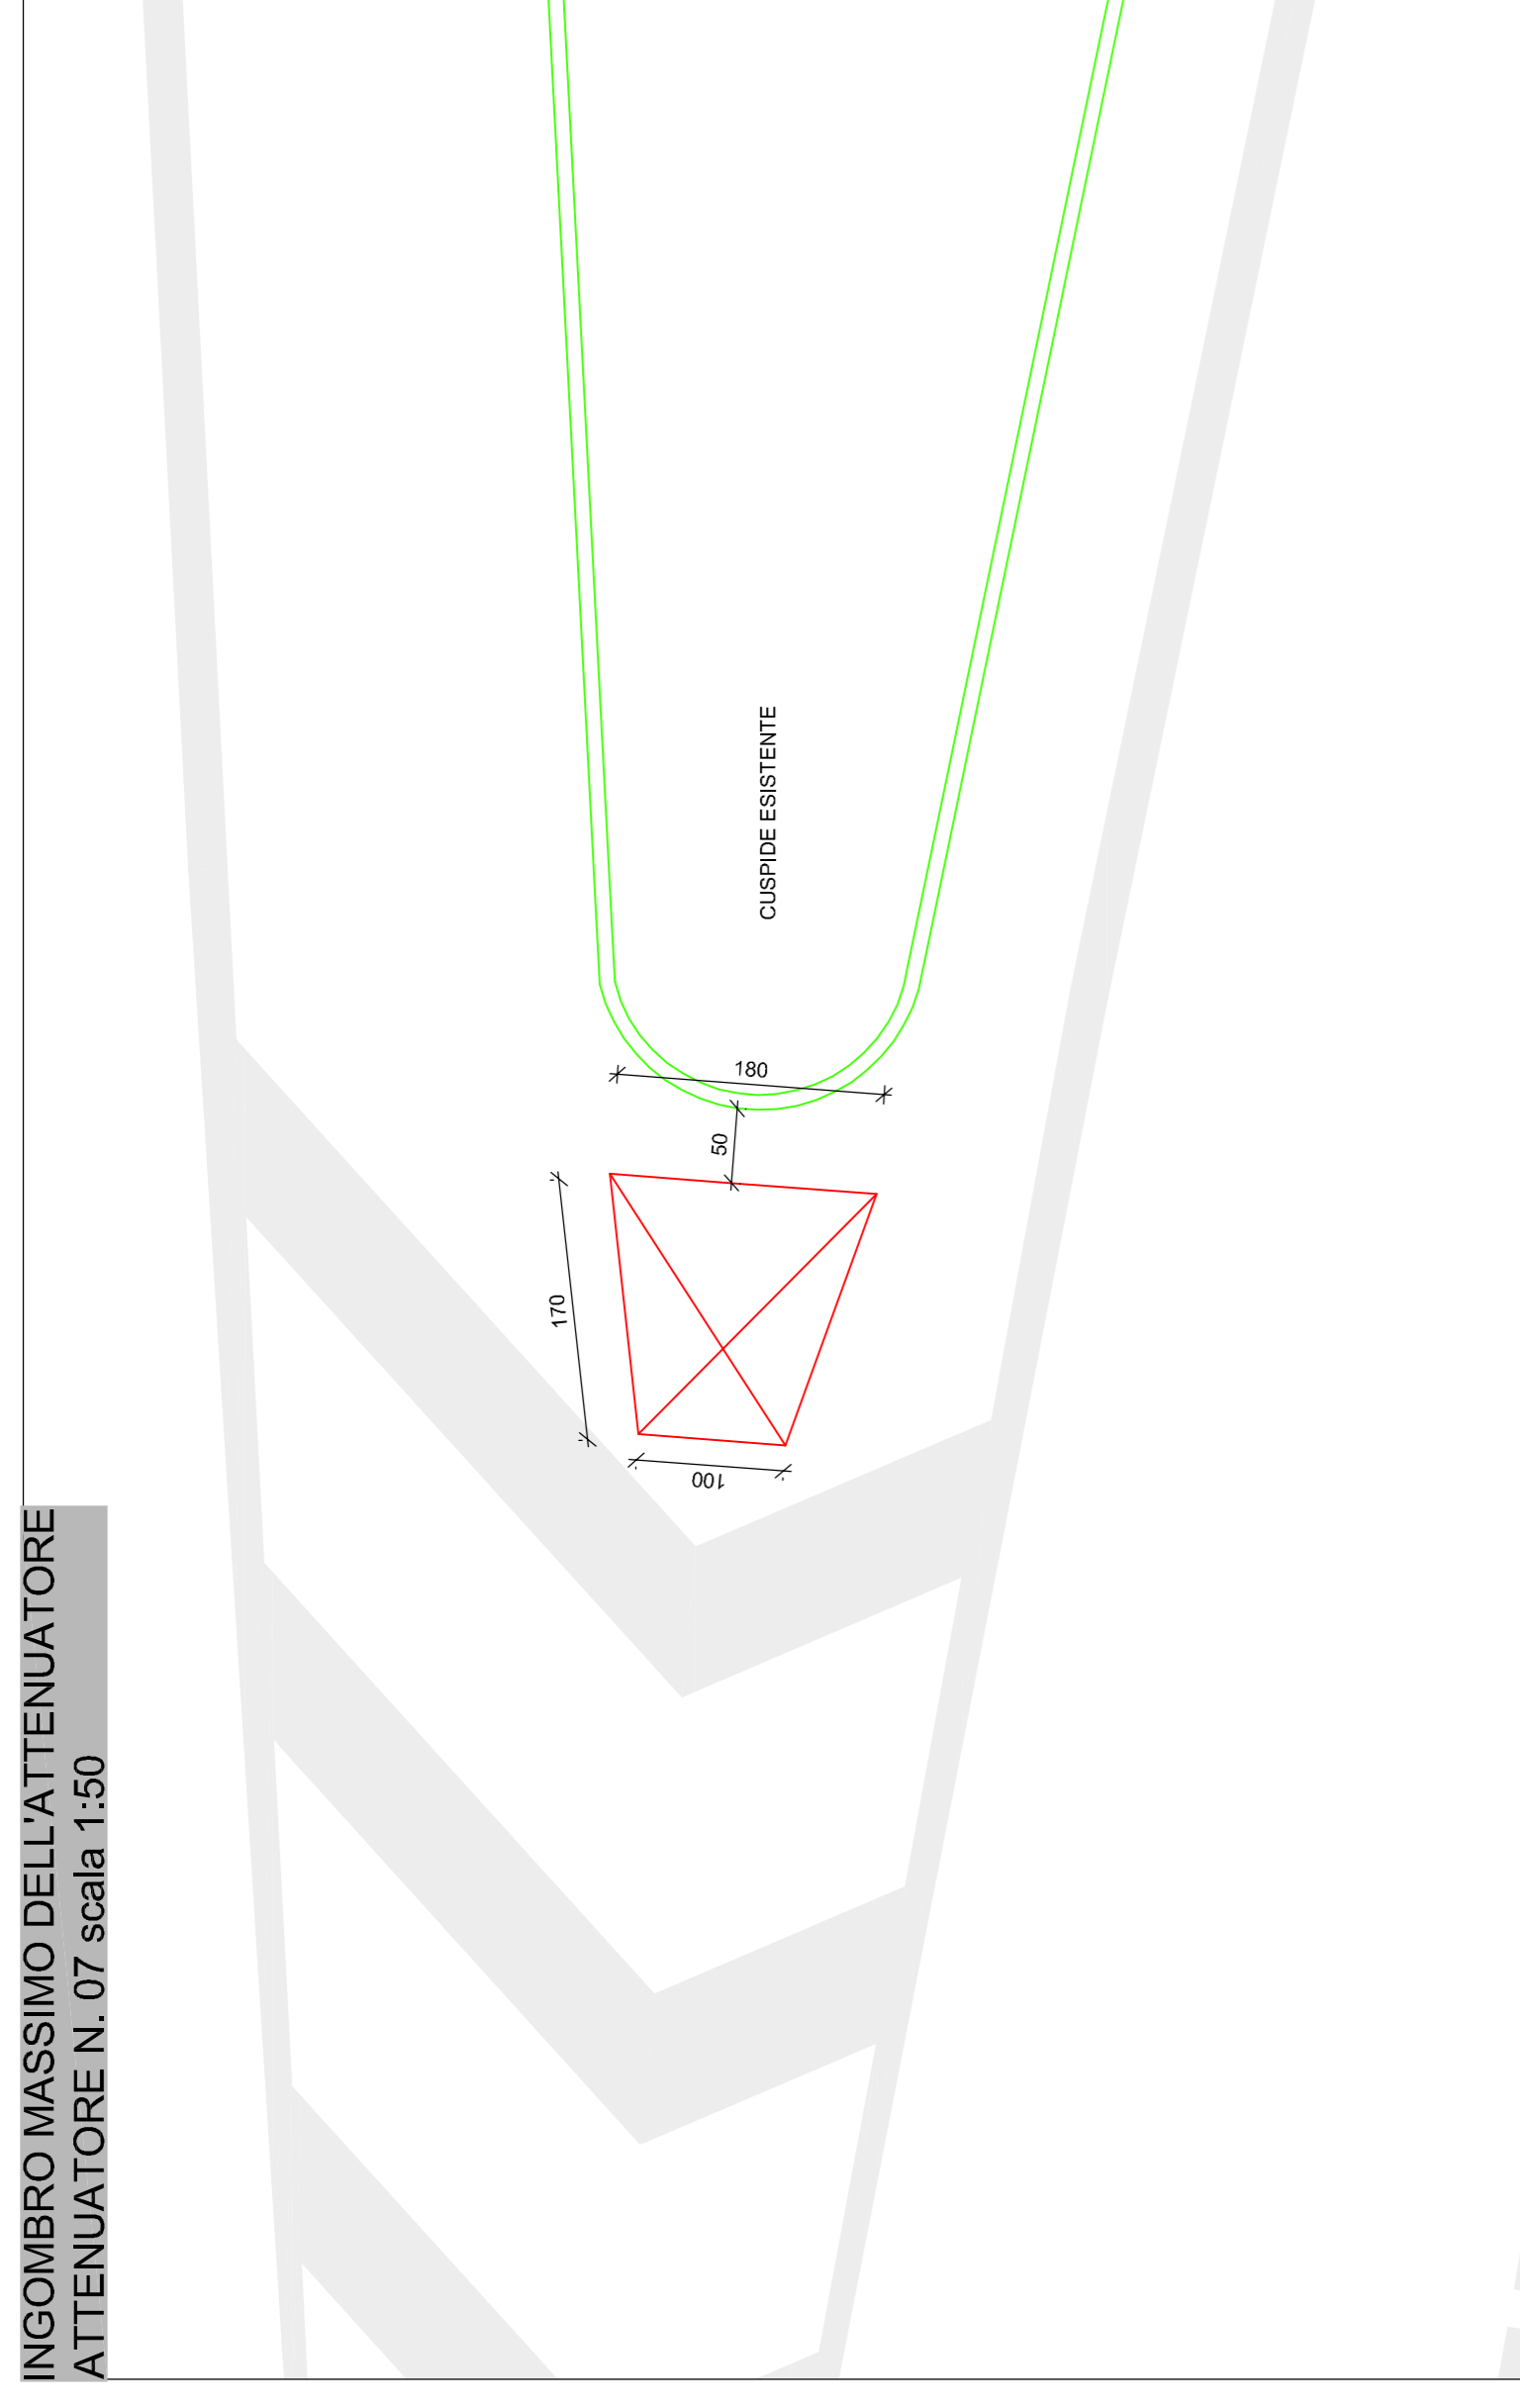 INGOMBRO MASSIMO DELL'ATTENUATORE
ATTENUATORE N. 07 scala 1:50
CUSPIDE ESISTENTE
180
50
170
100